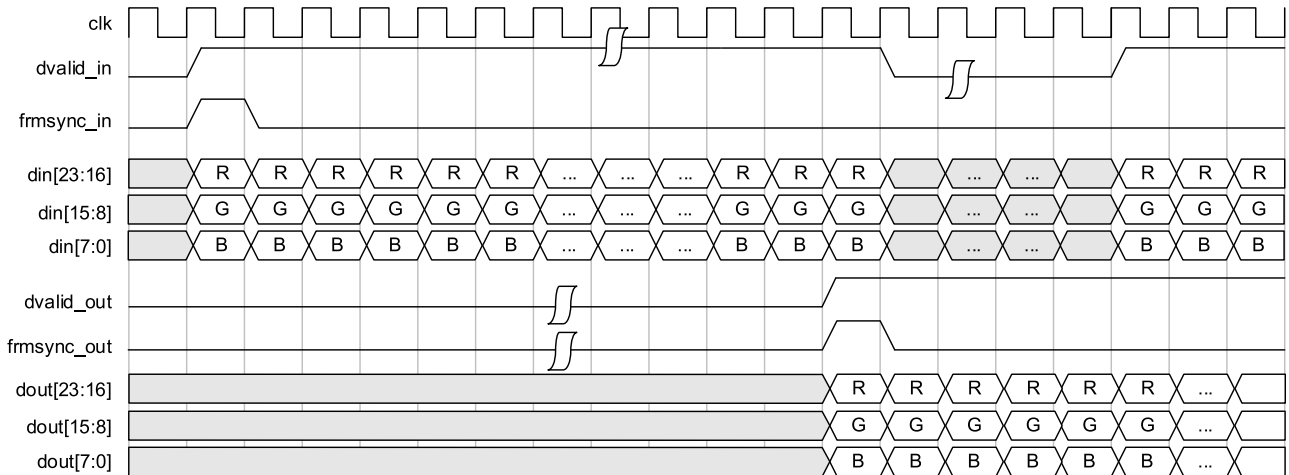 clk
dvalid_in
frmsync_in
din[23:16] R R R R R R ... ... ... R R R ... ... R R R
din[15:8] G G G G G G ... ... ... G G G ... ... G G G
din[7:0] B B B B B B ... ... ... B B B ... ... B B B
dvalid_out
frmsync_out
dout[23:16] R R R R R R ...
dout[15:8] G G G G G G ...
dout[7:0] B B B B B B ...